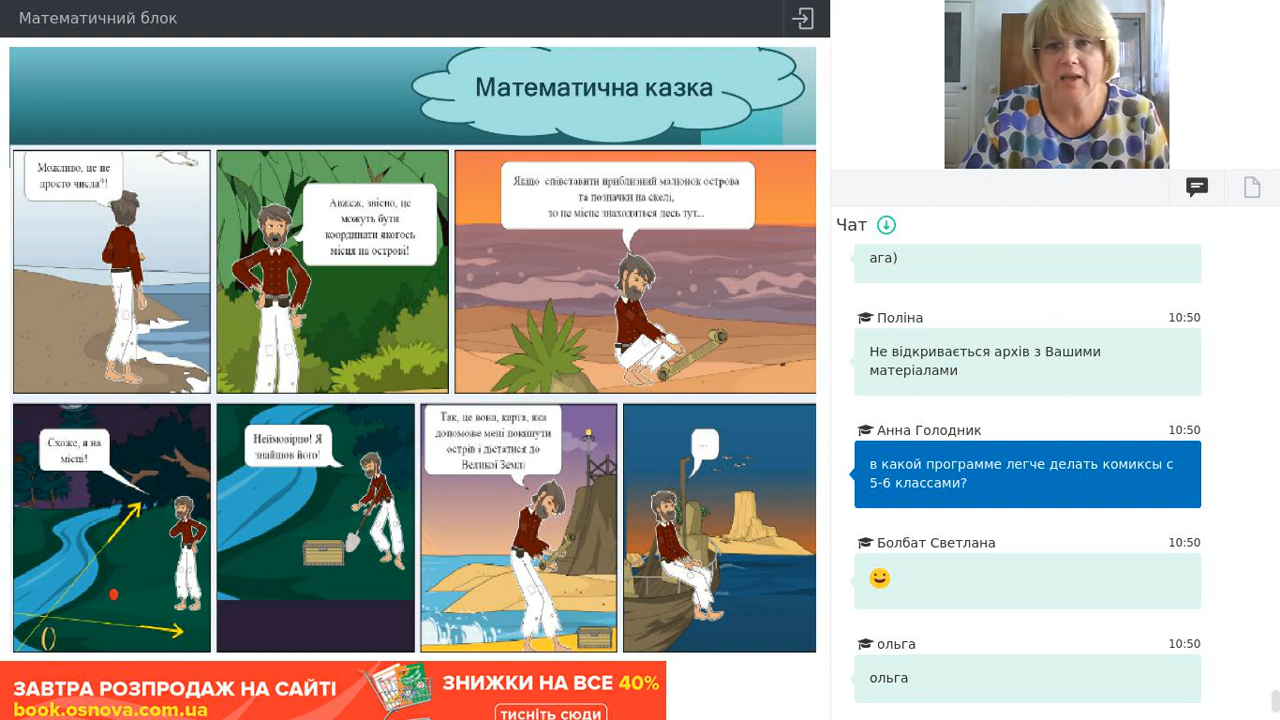 Математичний блок
Математична казка
Можливо, це не
просто числа?!
Авжеж, звісно, це
можуть бути
координати якогось
місця на острові!
Якщо співставити приблизний малюнок острова
та позначки на скелі,
то це місце знаходиться десь тут...
Схоже, я на
місці!
0
Неймовірно! Я
знайшов його!
Так, це вона, карта, яка
допоможе мені покинути
острів і дістатися до
Великої Землі
...
ЗАВТРА РОЗПРОДАЖ НА САЙТІ
book.osnova.com.ua
ЗНИЖКИ НА ВСЕ 40%
ТИСНІТЬ СЮДИ
Чат
ага)
Поліна 10:50
Не відкривається архів з Вашими
матеріалами
Анна Голодник 10:50
в какой программе легче делать комиксы с
5-6 классами?
Болбат Светлана 10:50
ольга 10:50
ольга